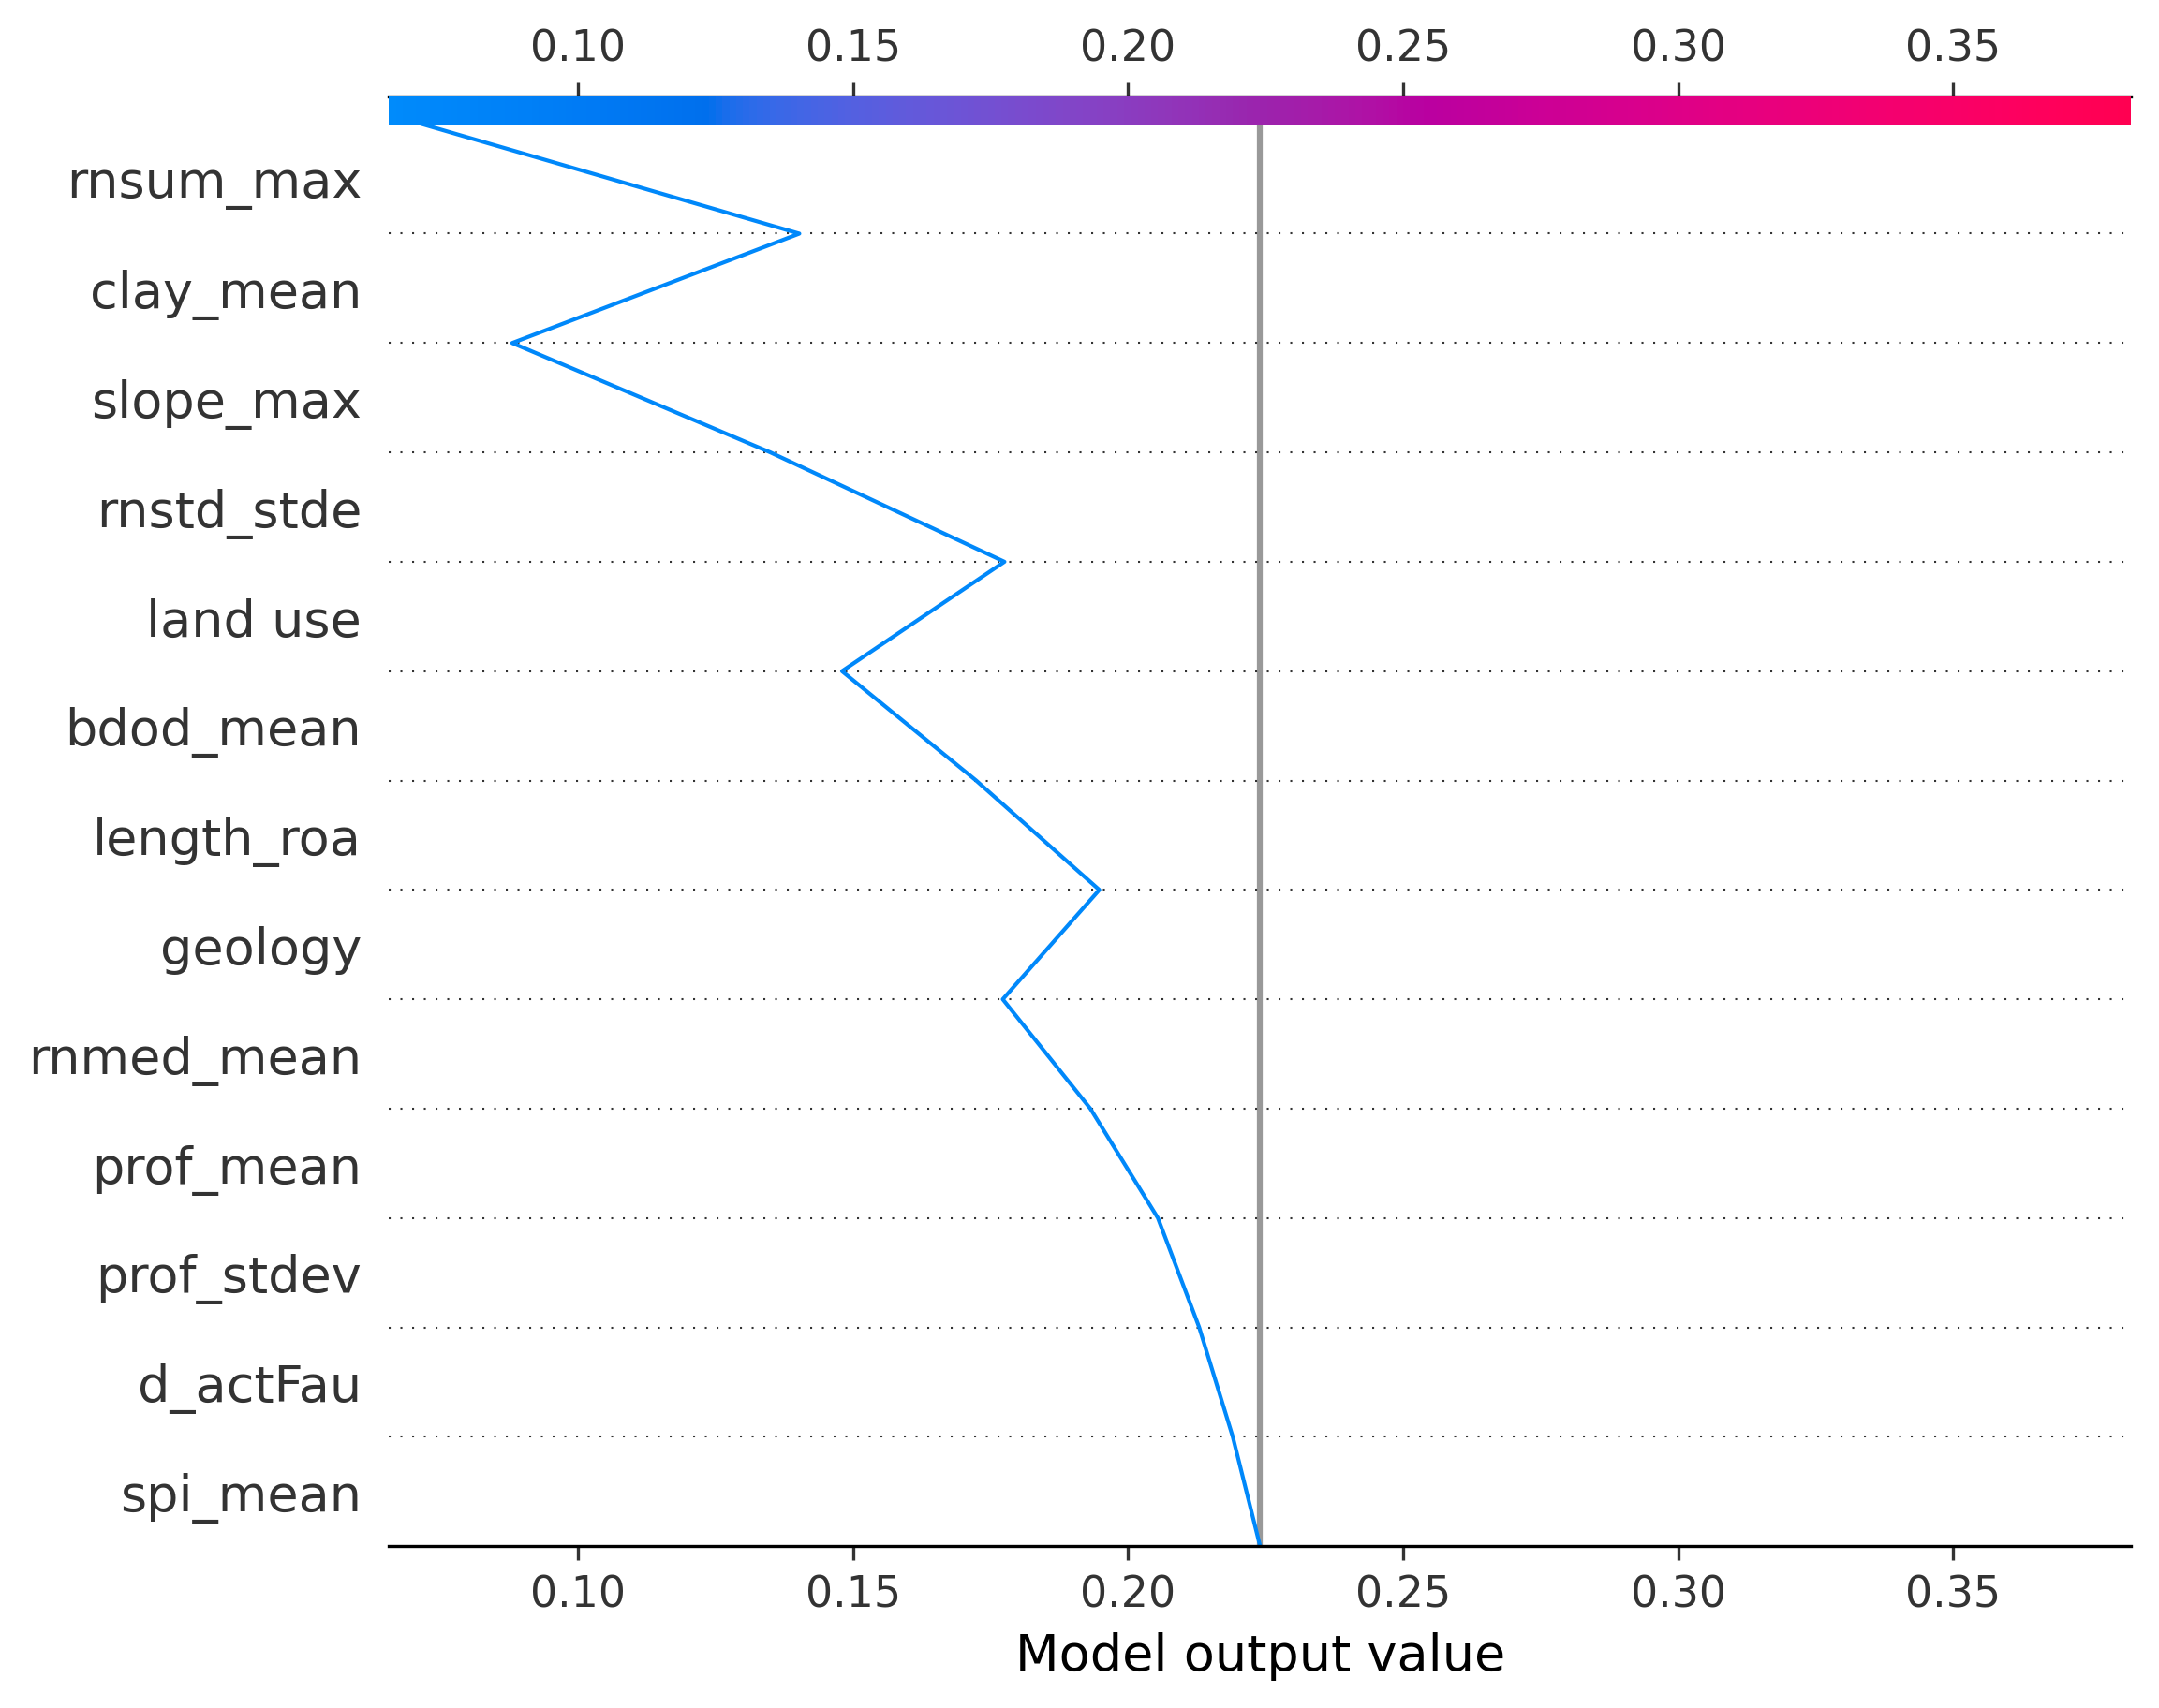 0.10 0.15 0.20 0.25 0.30 0.35
rnsum_max
clay_mean
slope_max
rnstd_stde
land use
bdod_mean
length_roa
geology
rnmed_mean
prof_mean
prof_stdev
d_actFau
spi_mean
0.10 0.15 0.20 0.25 0.30 0.35
Model output value